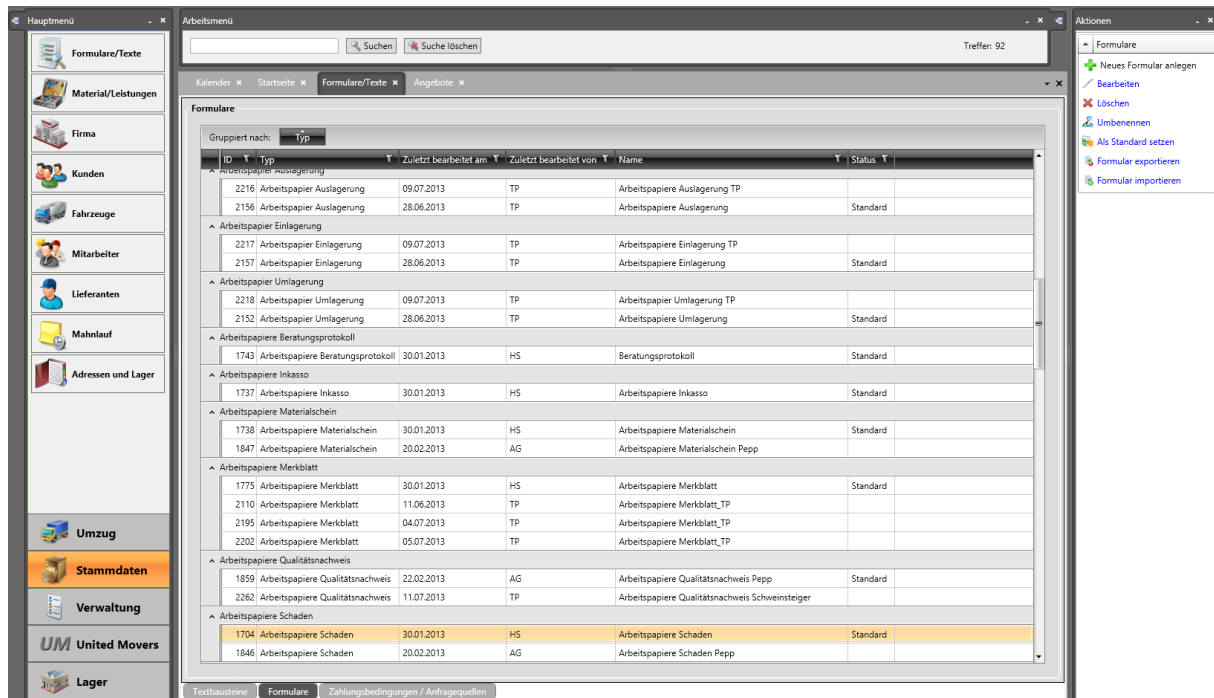 Hauptmenü
Formulare/Texte
Material/Leistungen
Firma
Kunden
Fahrzeuge
Mitarbeiter
Lieferanten
Mahnlauf
Adressen und Lager
Umzug
Stammdaten
Verwaltung
UM United Movers
Lager
Arbeitsmenü
Suchen Suche löschen Treffer: 92
Kalender Startseite Formulare/Texte Angebote
Formulare
Gruppiert nach: Typ
ID Typ Zuletzt bearbeitet am Zuletzt bearbeitet von Name Status
Arbeitspapier Auslagerung
2216 Arbeitspapier Auslagerung 09.07.2013 TP Arbeitspapiere Auslagerung TP
2156 Arbeitspapier Auslagerung 28.06.2013 TP Arbeitspapiere Auslagerung Standard
Arbeitspapier Einlagerung
2217 Arbeitspapier Einlagerung 09.07.2013 TP Arbeitspapiere Einlagerung TP
2157 Arbeitspapier Einlagerung 28.06.2013 TP Arbeitspapiere Einlagerung Standard
Arbeitspapier Umlagerung
2218 Arbeitspapier Umlagerung 09.07.2013 TP Arbeitspapier Umlagerung TP
2152 Arbeitspapier Umlagerung 28.06.2013 TP Arbeitspapiere Umlagerung Standard
Arbeitspapiere Beratungsprotokoll
1743 Arbeitspapiere Beratungsprotokoll 30.01.2013 HS Beratungsprotokoll Standard
Arbeitspapiere Inkasso
1737 Arbeitspapiere Inkasso 30.01.2013 HS Arbeitspapiere Inkasso Standard
Arbeitspapiere Materialschein
1738 Arbeitspapiere Materialschein 30.01.2013 HS Arbeitspapiere Materialschein Standard
1847 Arbeitspapiere Materialschein 20.02.2013 AG Arbeitspapiere Materialschein Pepp
Arbeitspapiere Merkblatt
1775 Arbeitspapiere Merkblatt 30.01.2013 HS Arbeitspapiere Merkblatt Standard
2110 Arbeitspapiere Merkblatt 11.06.2013 TP Arbeitspapiere Merkblatt_TP
2195 Arbeitspapiere Merkblatt 04.07.2013 TP Arbeitspapiere Merkblatt_TP
2202 Arbeitspapiere Merkblatt 05.07.2013 TP Arbeitspapiere Merkblatt_TP
Arbeitspapiere Qualitätsnachweis
1859 Arbeitspapiere Qualitätsnachweis 22.02.2013 AG Arbeitspapiere Qualitätsnachweis Pepp Standard
2262 Arbeitspapiere Qualitätsnachweis 11.07.2013 TP Arbeitspapiere Qualitätsnachweis Schweinsteiger
Arbeitspapiere Schaden
1704 Arbeitspapiere Schaden 30.01.2013 HS Arbeitspapiere Schaden Standard
1846 Arbeitspapiere Schaden 20.02.2013 AG Arbeitspapiere Schaden Pepp
Textbausteine Formulare Zahlungsbedingungen / Anfragequellen
Aktionen
Formulare
Neues Formular anlegen
Bearbeiten
Löschen
Umbenennen
Als Standard setzen
Formular exportieren
Formular importieren